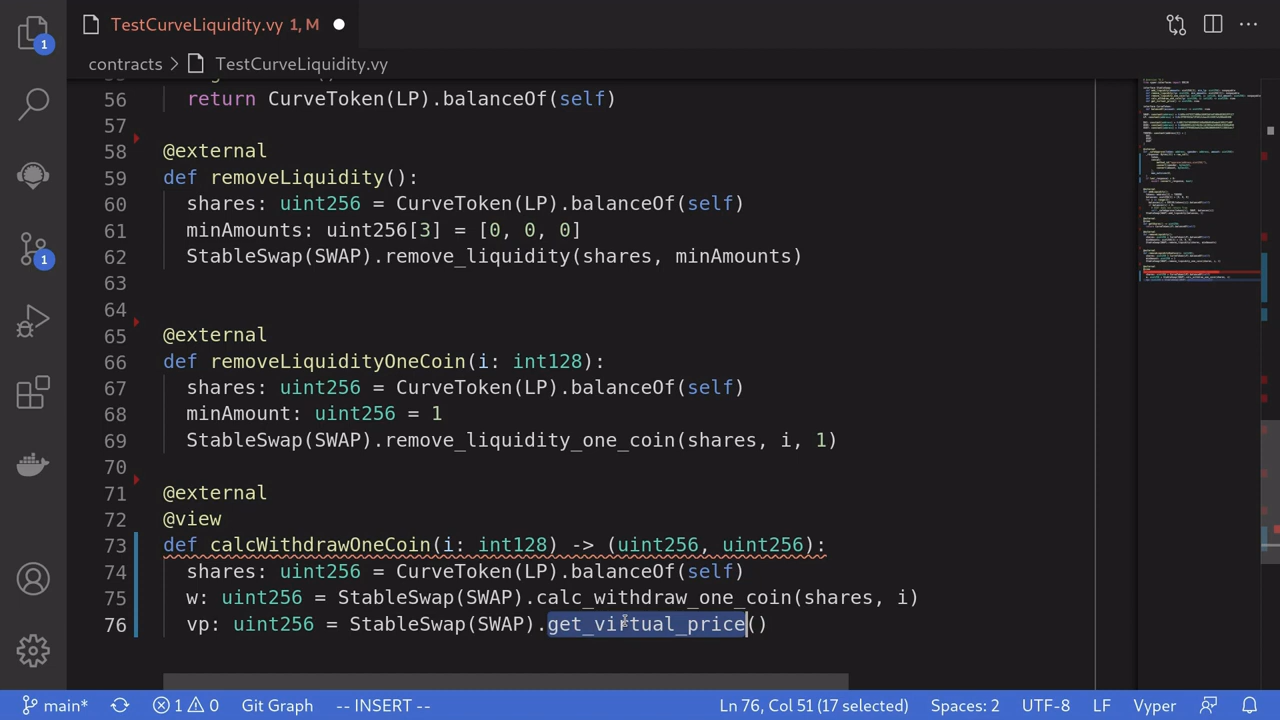 TestCurveLiquidity.vy 1, M
contracts > TestCurveLiquidity.vy
56 return CurveToken(LP).balanceOf(self)
57
58 @external
59 def removeLiquidity():
60 shares: uint256 = CurveToken(LP).balanceOf(self)
61 minAmounts: uint256[3] = [0, 0, 0]
62 StableSwap(SWAP).remove_liquidity(shares, minAmounts)
63
64
65 @external
66 def removeLiquidityOneCoin(i: int128):
67 shares: uint256 = CurveToken(LP).balanceOf(self)
68 minAmount: uint256 = 1
69 StableSwap(SWAP).remove_liquidity_one_coin(shares, i, 1)
70
71 @external
72 @view
73 def calcWithdrawOneCoin(i: int128) -> (uint256, uint256):
74 shares: uint256 = CurveToken(LP).balanceOf(self)
75 w: uint256 = StableSwap(SWAP).calc_withdraw_one_coin(shares, i)
76 vp: uint256 = StableSwap(SWAP).get_virtual_price()
1
1
main* 1 0 Git Graph -- INSERT -- Ln 76, Col 51 (17 selected) Spaces: 2 UTF-8 LF Vyper